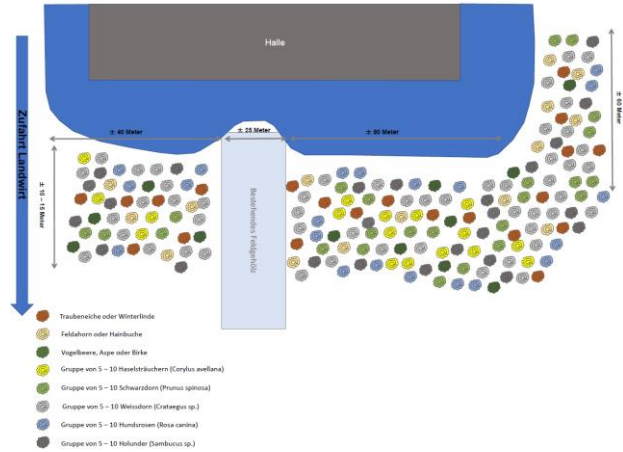 Halle
Zufahrt Landwirt
± 40 Meter
± 25 Meter
± 80 Meter
± 60 Meter
± 10 – 15 Meter
Bestehendes Feldgehölz
Traubeneiche oder Winterlinde
Feldahorn oder Hainbuche
Vogelbeere, Aspe oder Birke
Gruppe von 5 – 10 Haselsträuchern (Corylus avellana)
Gruppe von 5 – 10 Schwarzdorn (Prunus spinosa)
Gruppe von 5 – 10 Weissdorn (Crataegus sp.)
Gruppe von 5 – 10 Hundsrosen (Rosa canina)
Gruppe von 5 – 10 Holunder (Sambucus sp.)